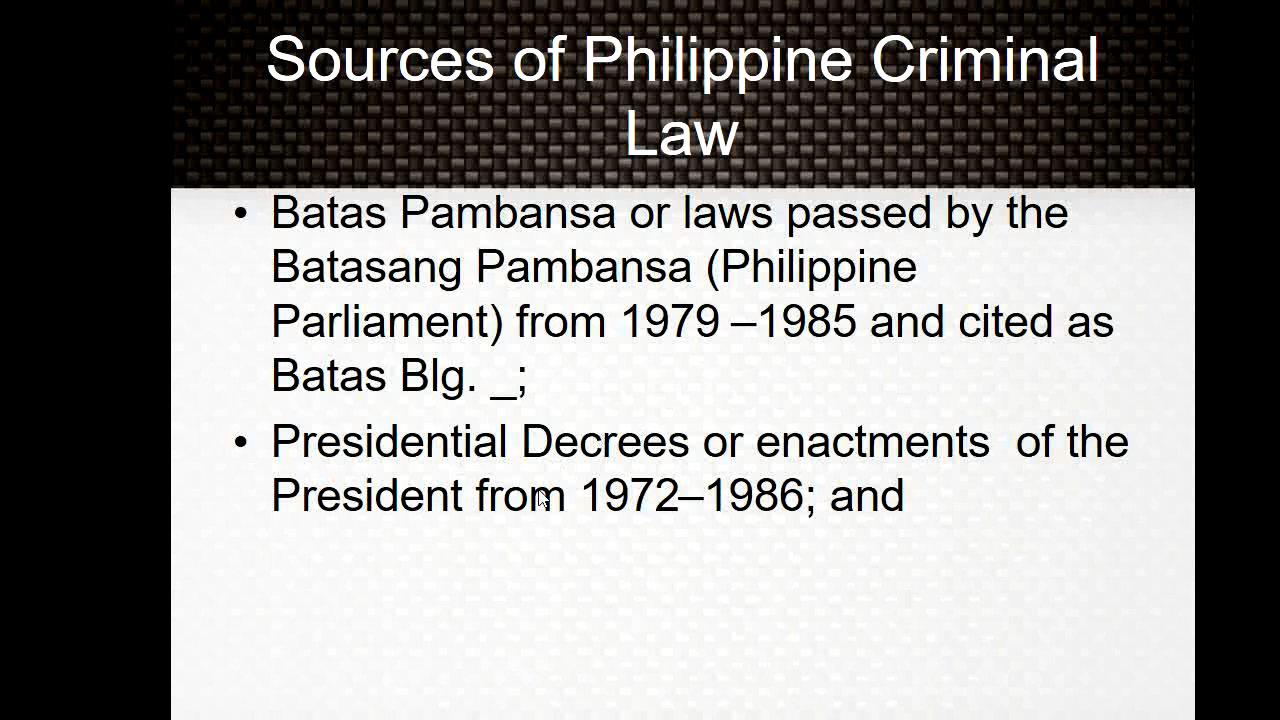 Sources of Philippine Criminal
Law
• Batas Pambansa or laws passed by the
Batasang Pambansa (Philippine
Parliament) from 1979 –1985 and cited as
Batas Blg. _;
• Presidential Decrees or enactments  of the
President from 1972–1986; and